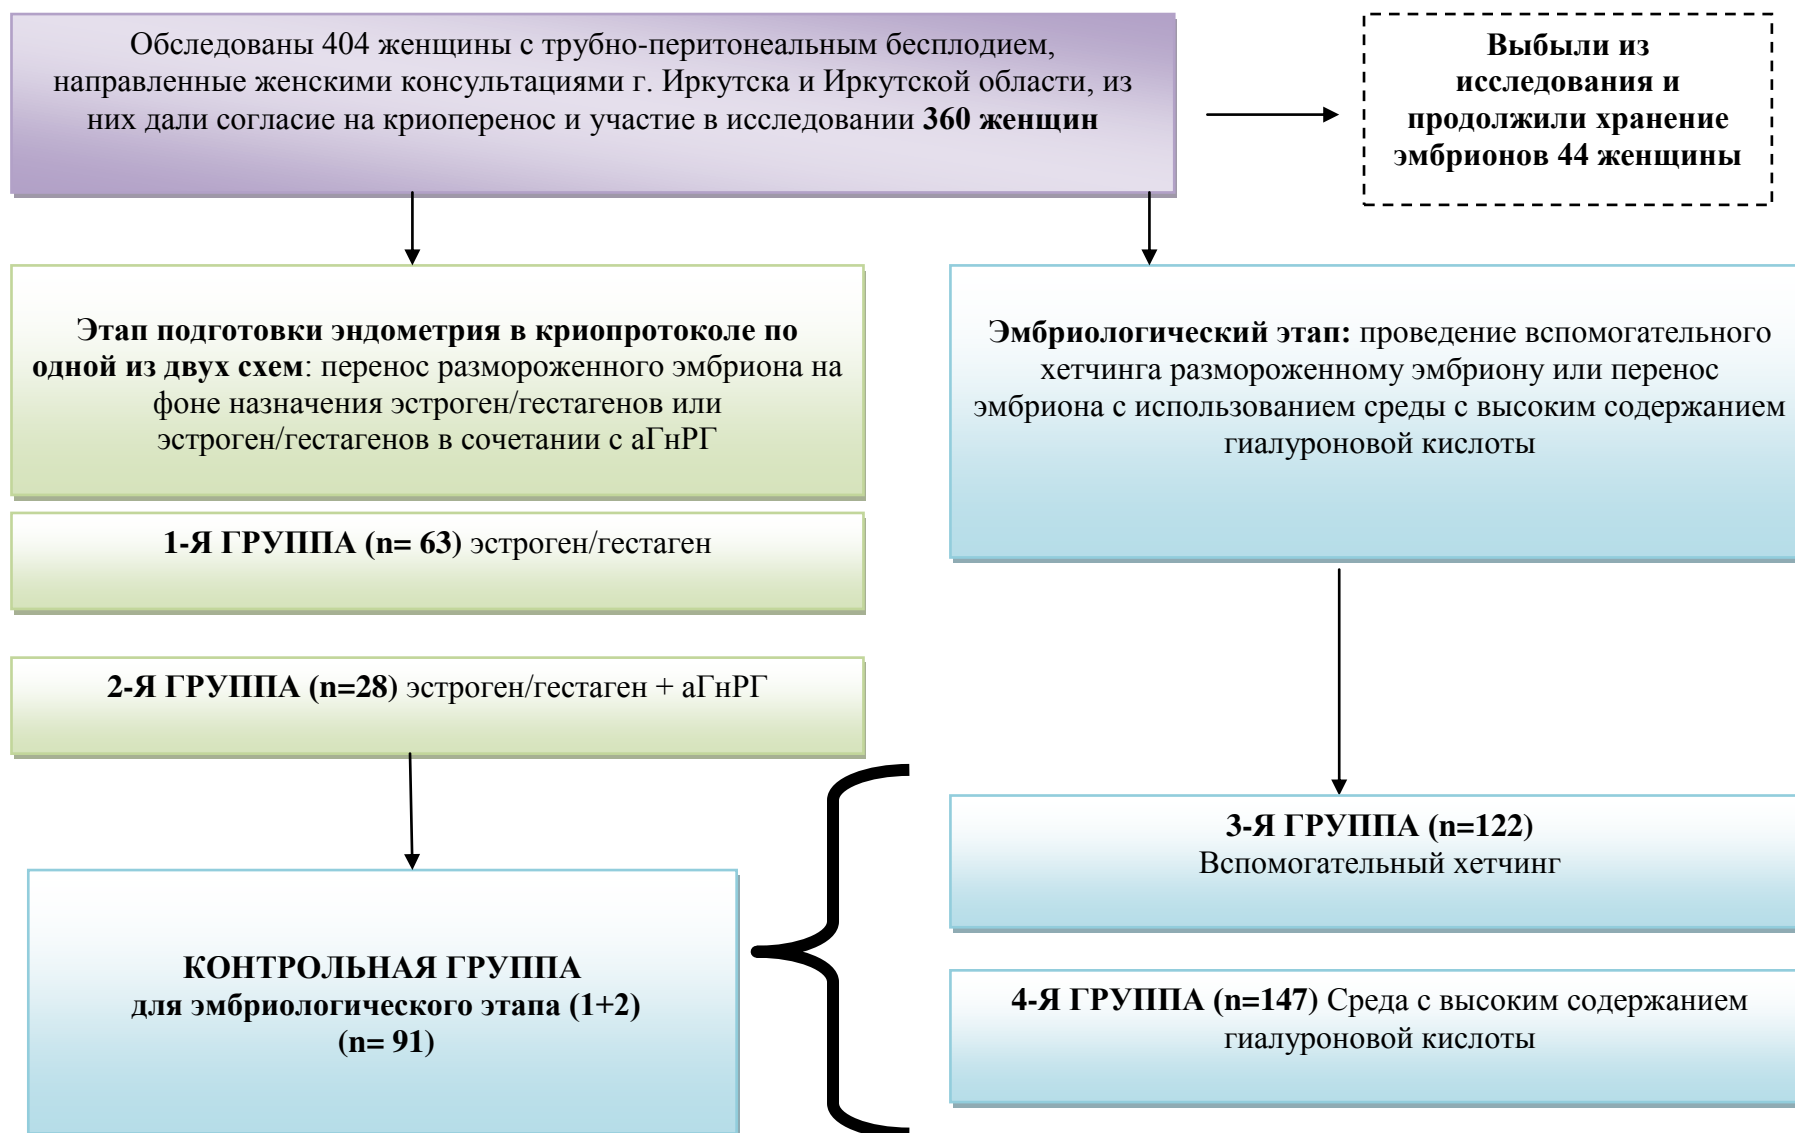 Обследованы 404 женщины с трубно-перитонеальным бесплодием,
направленные женскими консультациями г. Иркутска и Иркутской области, из
них дали согласие на криоперенос и участие в исследовании 360 женщин
Выбыли из
исследования и
продолжили хранение
эмбрионов 44 женщины
Этап подготовки эндометрия в криопротоколе по
одной из двух схем: перенос размороженного эмбриона на
фоне назначения эстроген/гестагенов или
эстроген/гестагенов в сочетании с аГнРГ
Эмбриологический этап: проведение вспомогательного
хетчинга размороженному эмбриону или перенос
эмбриона с использованием среды с высоким содержанием
гиалуроновой кислоты
1-Я ГРУППА (n= 63) эстроген/гестаген
2-Я ГРУППА (n=28) эстроген/гестаген + аГнРГ
3-Я ГРУППА (n=122)
Вспомогательный хетчинг
КОНТРОЛЬНАЯ ГРУППА
для эмбриологического этапа (1+2)
(n= 91)
4-Я ГРУППА (n=147) Среда с высоким содержанием
гиалуроновой кислоты